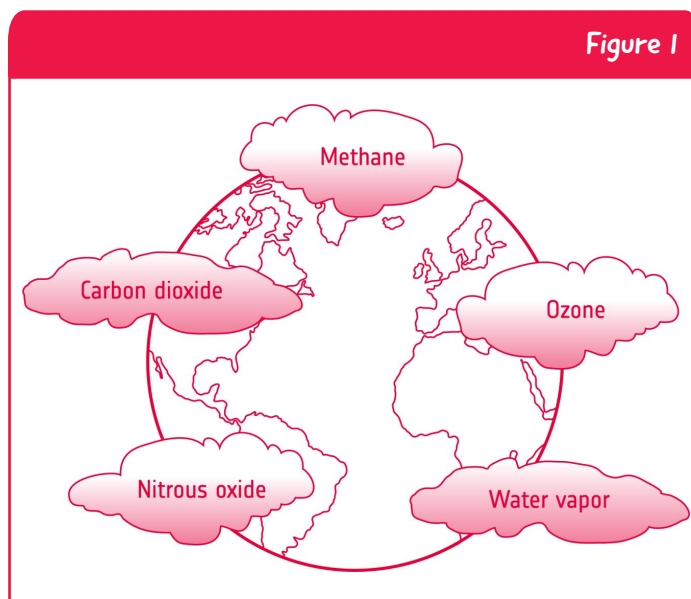 Figure 1
Methane
Carbon dioxide
Ozone
Nitrous oxide
Water vapor